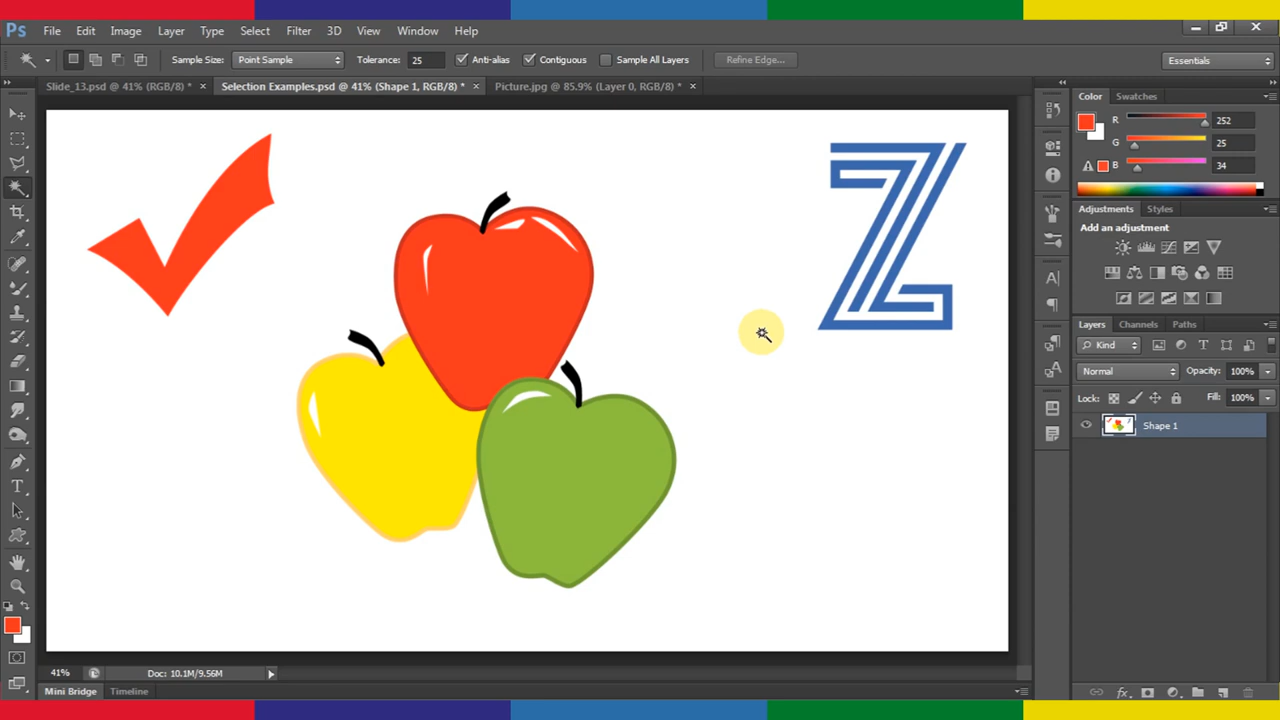 Ps File Edit Image Layer Type Select Filter 3D View Window Help
Sample Size: Point Sample Tolerance: 25 Anti-alias Contiguous Sample All Layers Refine Edge... Essentials
Slide_13.psd @ 41% (RGB/8) * × Selection Examples.psd @ 41% (Shape 1, RGB/8) * × Picture.jpg @ 85.9% (Layer 0, RGB/8) * ×
Color Swatches
R 252
G 25
B 34
Z
Adjustments Styles
Add an adjustment
Layers Channels Paths
Kind
Normal Opacity: 100%
Lock: Fill: 100%
Shape 1
41% Doc: 10.1M/9.56M
Mini Bridge Timeline